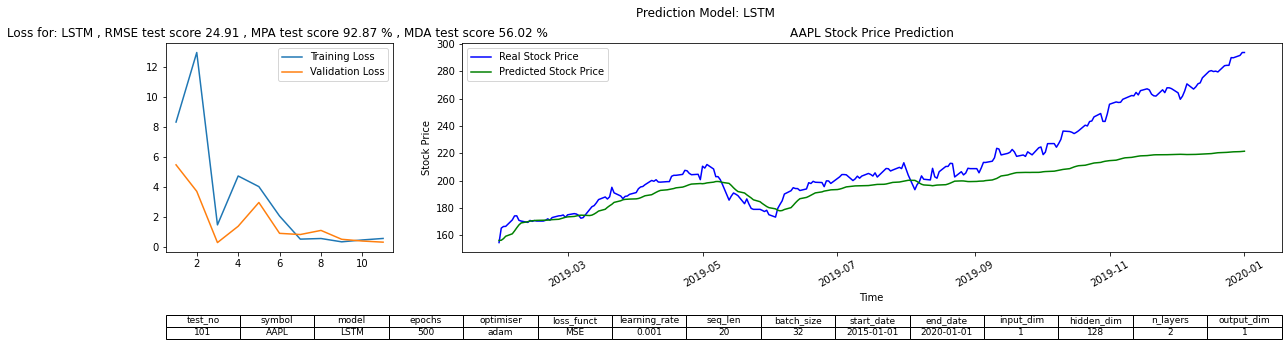 Prediction Model: LSTM
Loss for: LSTM , RMSE test score 24.91 , MPA test score 92.87 % , MDA test score 56.02 %
Training Loss
Validation Loss
12
10
8
6
4
2
0
2 4 6 8 10
AAPL Stock Price Prediction
Real Stock Price
Predicted Stock Price
Stock Price
300
280
260
240
220
200
180
160
2019-03 2019-05 2019-07 2019-09 2019-11 2020-01
Time
test_no symbol model epochs optimiser loss_funct learning_rate seq_len batch_size start_date end_date input_dim hidden_dim n_layers output_dim
101 AAPL LSTM 500 adam MSE 0.001 20 32 2015-01-01 2020-01-01 1 128 2 1